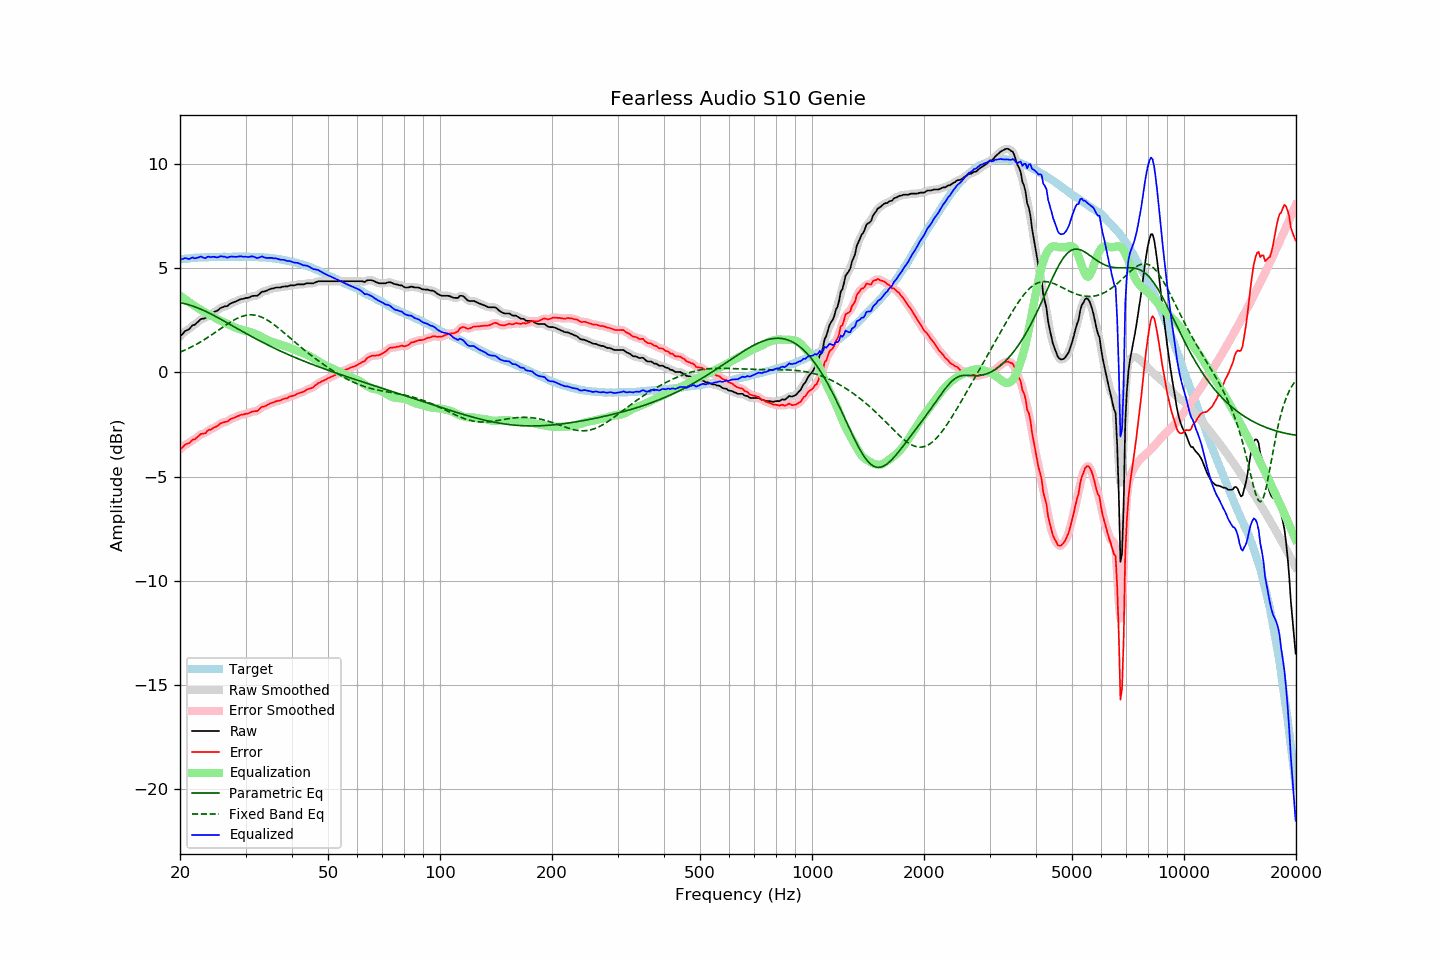 Fearless Audio S10 Genie
Amplitude (dBr)
10
5
0
−5
−10
−15
−20
Target
Raw Smoothed
Error Smoothed
Raw
Error
Equalization
Parametric Eq
Fixed Band Eq
Equalized
20 50 100 200 500 1000 2000 5000 10000 20000
Frequency (Hz)